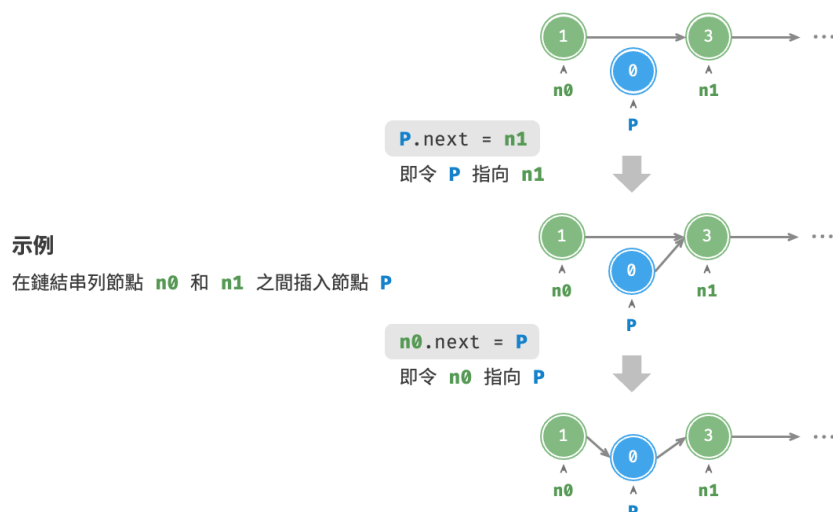 1 3 ...
0
n0 n1
P
P.next = n1
即令 P 指向 n1
1 3 ...
示例
0
在鏈結串列節點 n0 和 n1 之間插入節點 P
n0 n1
P
n0.next = P
即令 n0 指向 P
1 3 ...
0
n0 n1
P